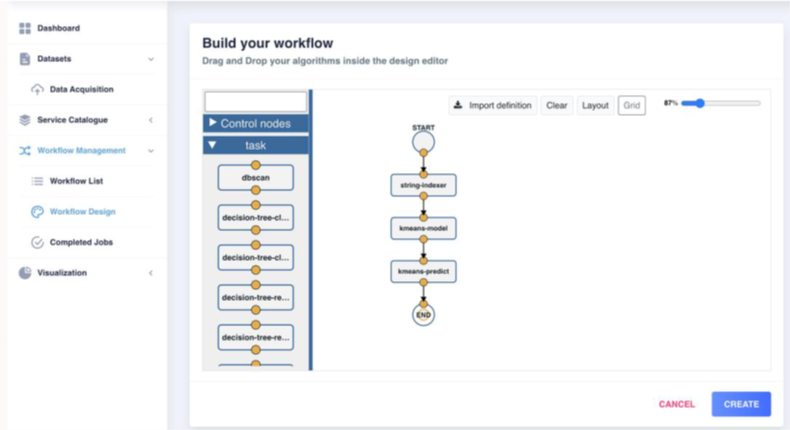 Dashboard
Datasets
Data Acquisition
Service Catalogue
Workflow Management
Workflow List
Workflow Design
Completed Jobs
Visualization
Build your workflow
Drag and Drop your algorithms inside the design editor
Control nodes
task
dbscan
decision-tree-cl...
decision-tree-cl...
decision-tree-re...
decision-tree-re...
Import definition
Clear
Layout
Grid
87%
START
string-indexer
kmeans-model
kmeans-predict
END
CANCEL
CREATE